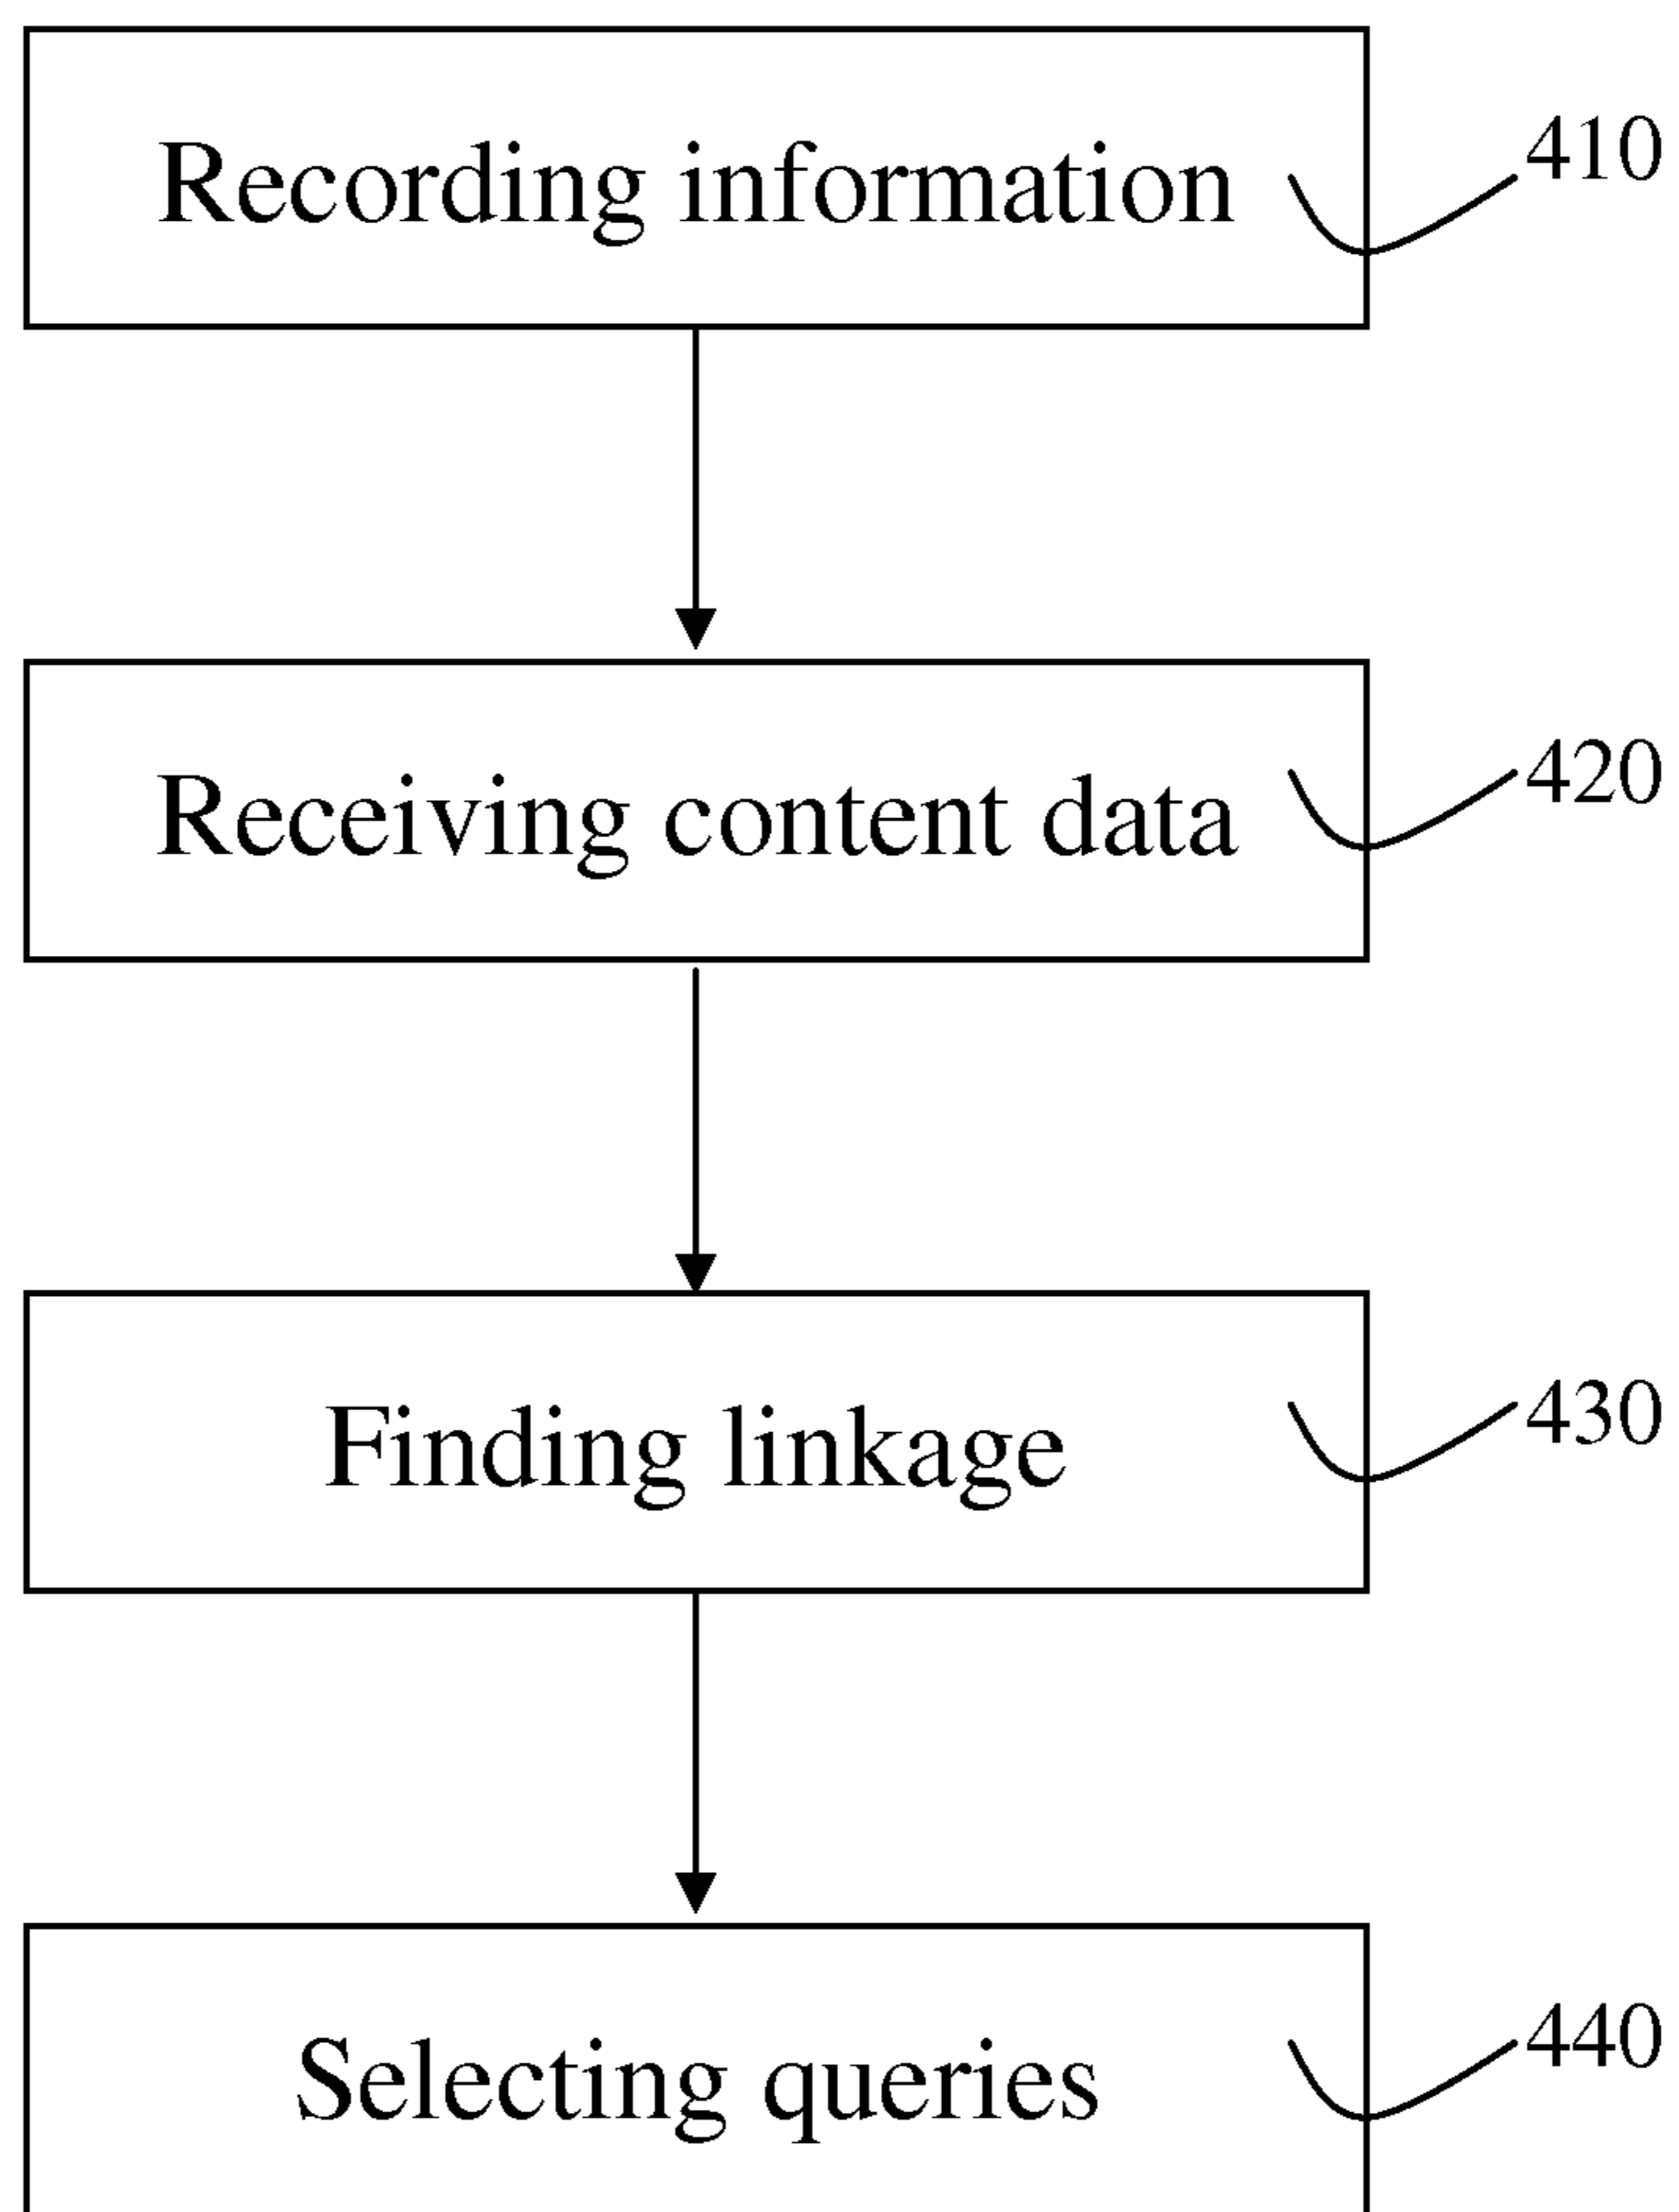 Recording information
410
Receiving content data
420
Finding linkage
430
Selecting queries
440